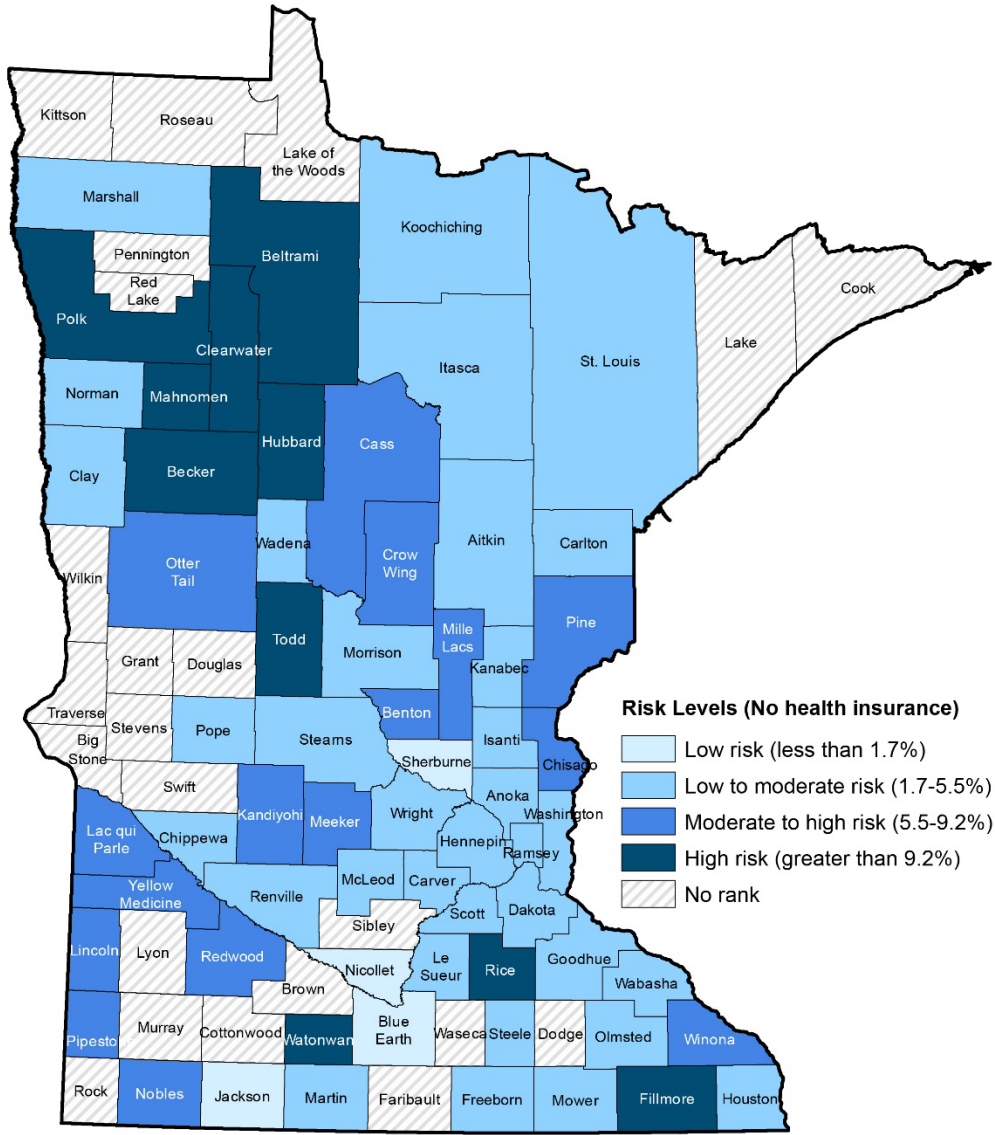 Kittson
Roseau
Lake of
the Woods
Marshall
Koochiching
Beltrami
Pennington
Red
Lake
Cook
Polk
Lake
Clearwater
St. Louis
Itasca
Norman
Mahnomen
Hubbard
Cass
Becker
Clay
Wadena
Aitkin
Carlton
Crow
Wing
Otter
Tail
Wilkin
Pine
Mille
Lacs
Todd
Morrison
Kanabec
Grant
Douglas
Traverse
Stevens
Benton
Pope
Stearns
Isanti
Big
Stone
Sherburne
Chisago
Swift
Anoka
Kandiyohi
Meeker
Wright
Washington
Lac qui
Parle
Chippewa
Hennepin
Ramsey
McLeod
Carver
Yellow
Medicine
Renville
Scott
Dakota
Sibley
Lincoln
Lyon
Redwood
Le
Sueur
Rice
Goodhue
Nicollet
Wabasha
Brown
Pipesto
Murray
Cottonwood
Watonwan
Blue
Earth
Waseca
Steele
Dodge
Olmsted
Winona
Rock
Nobles
Jackson
Martin
Faribault
Freeborn
Mower
Fillmore
Houston
Risk Levels (No health insurance)
Low risk (less than 1.7%)
Low to moderate risk (1.7-5.5%)
Moderate to high risk (5.5-9.2%)
High risk (greater than 9.2%)
No rank